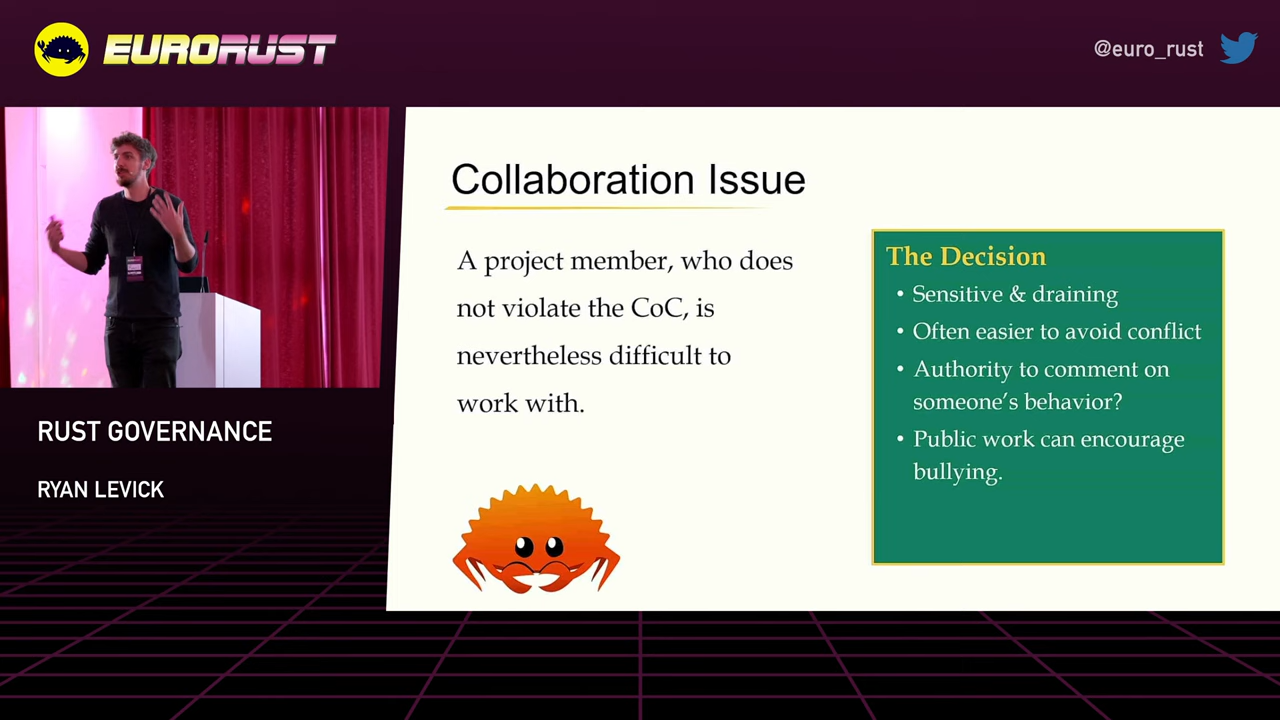 EURORUST
@euro_rust
Collaboration Issue
A project member, who does
not violate the CoC, is
nevertheless difficult to
work with.
The Decision
• Sensitive & draining
• Often easier to avoid conflict
• Authority to comment on
someone's behavior?
• Public work can encourage
bullying.
RUST GOVERNANCE
RYAN LEVICK